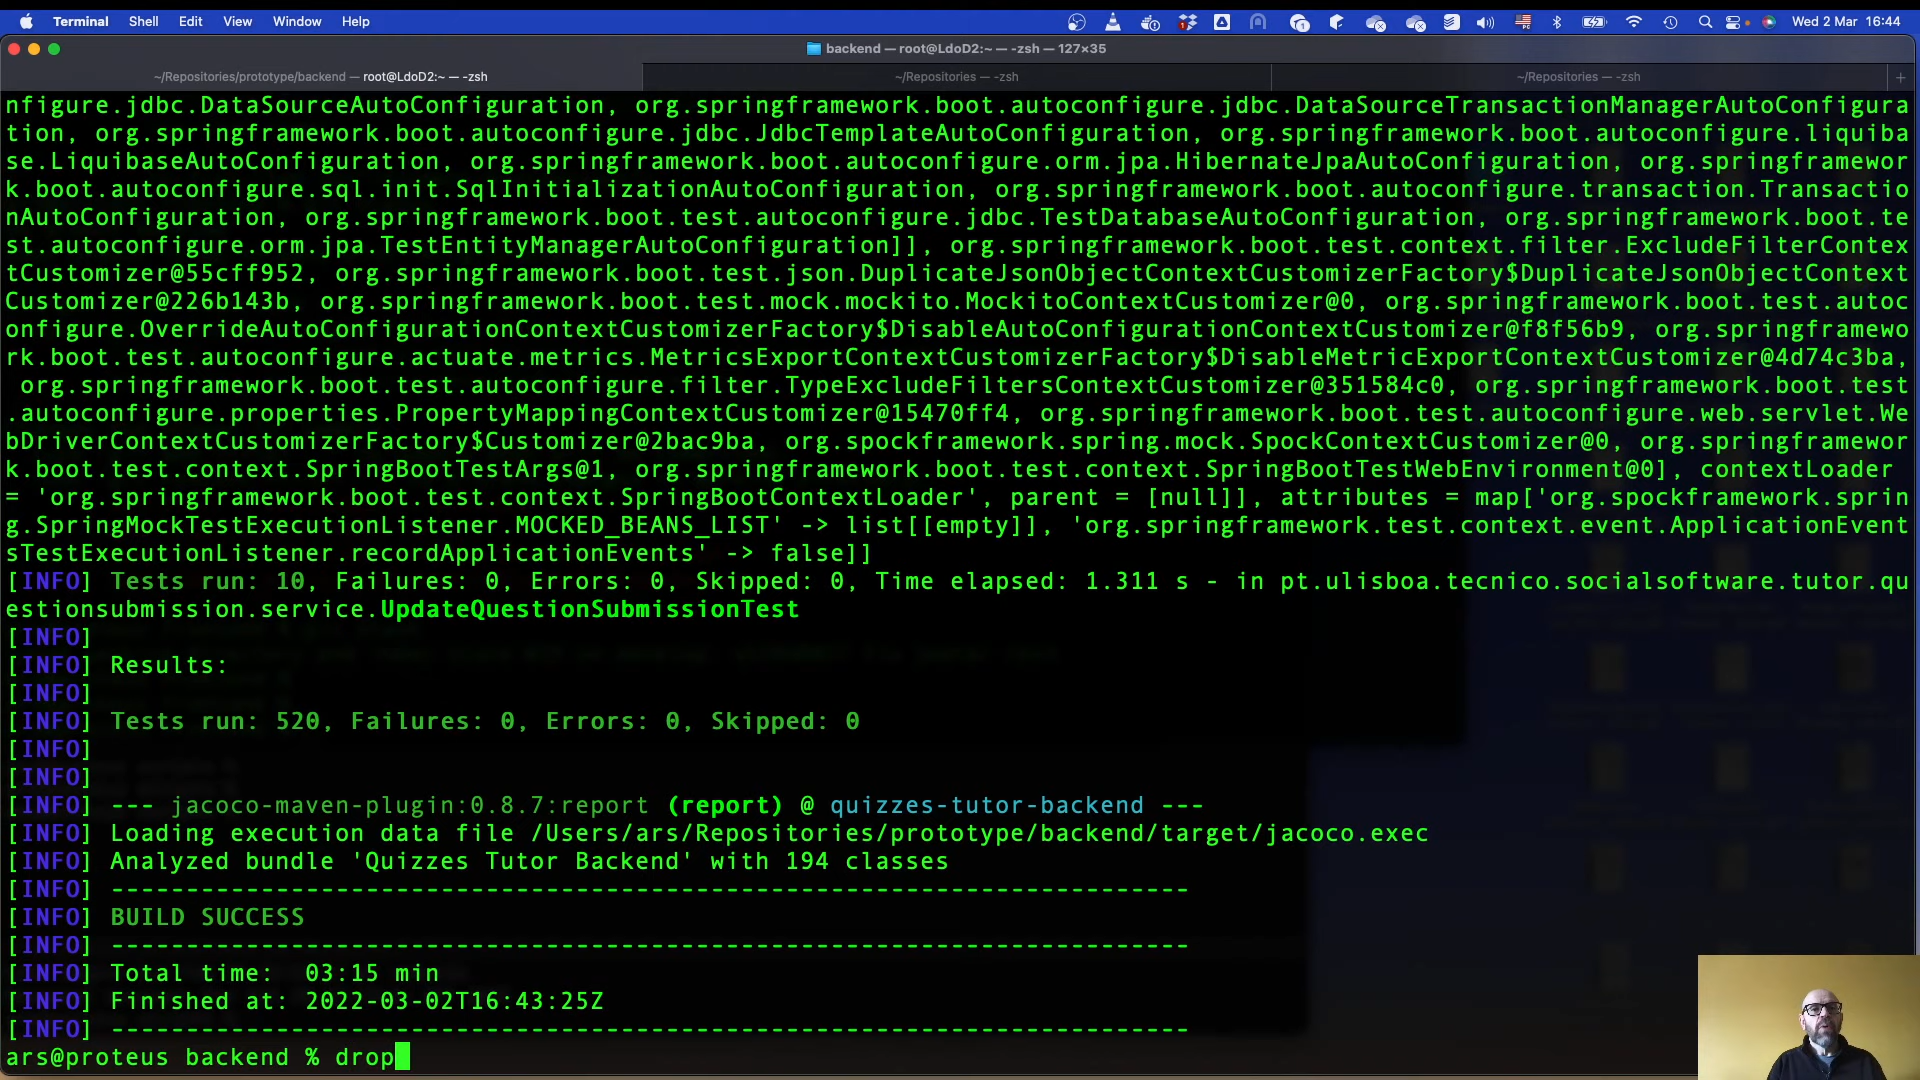 Terminal Shell Edit View Window Help Wed 2 Mar 16:44
backend — root@LdoD2:~ — -zsh — 127×35
~/Repositories/prototype/backend — root@LdoD2:~ — -zsh ~/Repositories — -zsh ~/Repositories — -zsh +
nfigure.jdbc.DataSourceAutoConfiguration, org.springframework.boot.autoconfigure.jdbc.DataSourceTransactionManagerAutoConfigura
tion, org.springframework.boot.autoconfigure.jdbc.JdbcTemplateAutoConfiguration, org.springframework.boot.autoconfigure.liquiba
se.LiquibaseAutoConfiguration, org.springframework.boot.autoconfigure.orm.jpa.HibernateJpaAutoConfiguration, org.springframewor
k.boot.autoconfigure.sql.init.SqlInitializationAutoConfiguration, org.springframework.boot.autoconfigure.transaction.Transactio
nAutoConfiguration, org.springframework.boot.test.autoconfigure.jdbc.TestDatabaseAutoConfiguration, org.springframework.boot.te
st.autoconfigure.orm.jpa.TestEntityManagerAutoConfiguration]], org.springframework.boot.test.context.filter.ExcludeFilterContex
tCustomizer@55cff952, org.springframework.boot.test.json.DuplicateJsonObjectContextCustomizerFactory$DuplicateJsonObjectContext
Customizer@226b143b, org.springframework.boot.test.mock.mockito.MockitoContextCustomizer@0, org.springframework.boot.test.autoc
onfigure.OverrideAutoConfigurationContextCustomizerFactory$DisableAutoConfigurationContextCustomizer@f8f56b9, org.springframewo
rk.boot.test.autoconfigure.actuate.metrics.MetricsExportContextCustomizerFactory$DisableMetricExportContextCustomizer@4d74c3ba,
org.springframework.boot.test.autoconfigure.filter.TypeExcludeFiltersContextCustomizer@351584c0, org.springframework.boot.test
.autoconfigure.properties.PropertyMappingContextCustomizer@15470ff4, org.springframework.boot.test.autoconfigure.web.servlet.We
bDriverContextCustomizerFactory$Customizer@2bac9ba, org.spockframework.spring.mock.SpockContextCustomizer@0, org.springframewor
k.boot.test.context.SpringBootTestArgs@1, org.springframework.boot.test.context.SpringBootTestWebEnvironment@0], contextLoader
= 'org.springframework.boot.test.context.SpringBootContextLoader', parent = [null]], attributes = map['org.spockframework.sprin
g.SpringMockTestExecutionListener.MOCKED_BEANS_LIST' -> list[[empty]], 'org.springframework.test.context.event.ApplicationEvent
sTestExecutionListener.recordApplicationEvents' -> false]]
[INFO] Tests run: 10, Failures: 0, Errors: 0, Skipped: 0, Time elapsed: 1.311 s - in pt.ulisboa.tecnico.socialsoftware.tutor.qu
estionsubmission.service.UpdateQuestionSubmissionTest
[INFO]
[INFO] Results:
[INFO]
[INFO] Tests run: 520, Failures: 0, Errors: 0, Skipped: 0
[INFO]
[INFO]
[INFO] --- jacoco-maven-plugin:0.8.7:report (report) @ quizzes-tutor-backend ---
[INFO] Loading execution data file /Users/ars/Repositories/prototype/backend/target/jacoco.exec
[INFO] Analyzed bundle 'Quizzes Tutor Backend' with 194 classes
[INFO] ------------------------------------------------------------------------
[INFO] BUILD SUCCESS
[INFO] ------------------------------------------------------------------------
[INFO] Total time:  03:15 min
[INFO] Finished at: 2022-03-02T16:43:25Z
[INFO] ------------------------------------------------------------------------
ars@proteus backend % drop